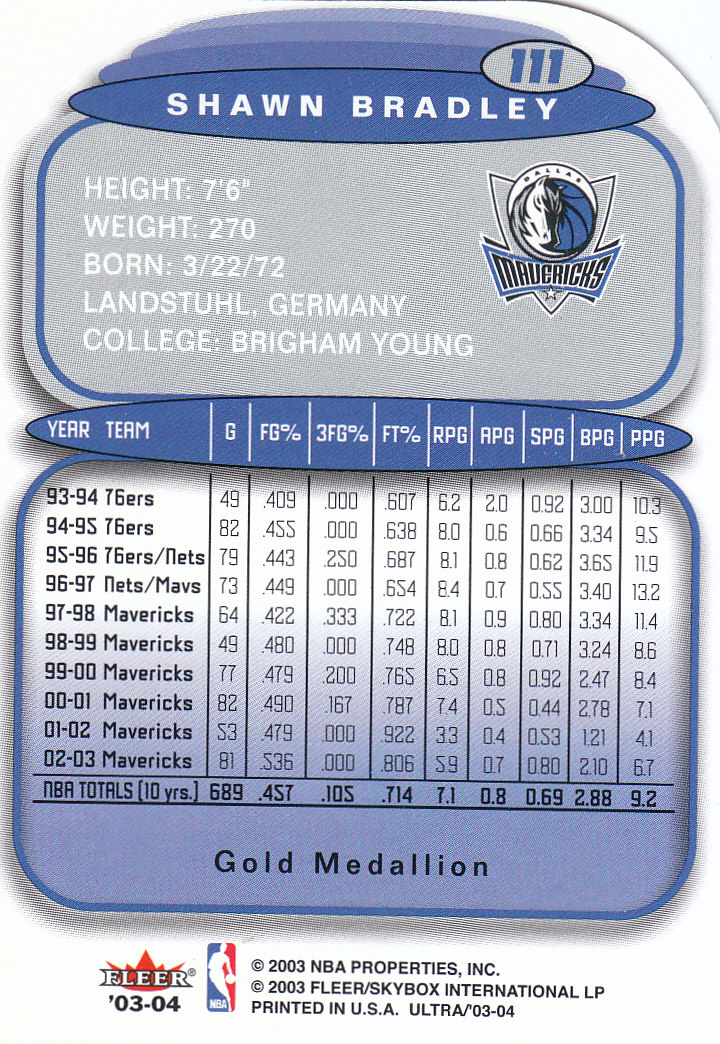 111
SHAWN BRADLEY
HEIGHT: 7'6"
WEIGHT: 270
BORN: 3/22/72
LANDSTUHL, GERMANY
COLLEGE: BRIGHAM YOUNG
DALLAS
MAVERICKS
YEAR TEAM G FG% 3FG% FT% RPG APG SPG BPG PPG
93-94 76ers 49 .409 .000 .607 6.2 2.0 0.92 3.00 10.3
94-95 76ers 82 .455 .000 .638 8.0 0.6 0.66 3.34 9.5
95-96 76ers/Nets 79 .443 .250 .687 8.1 0.8 0.62 3.65 11.9
96-97 Nets/Mavs 73 .449 .000 .654 8.4 0.7 0.55 3.40 13.2
97-98 Mavericks 64 .422 .333 .722 8.1 0.9 0.80 3.34 11.4
98-99 Mavericks 49 .480 .000 .748 8.0 0.8 0.71 3.24 8.6
99-00 Mavericks 77 .479 .200 .765 6.5 0.8 0.92 2.47 8.4
00-01 Mavericks 82 .490 .167 .787 7.4 0.5 0.44 2.78 7.1
01-02 Mavericks 53 .479 .000 .922 3.3 0.4 0.53 1.21 4.1
02-03 Mavericks 81 .536 .000 .806 5.9 0.7 0.80 2.10 6.7
NBA TOTALS (10 yrs.) 689 .457 .105 .714 7.1 0.8 0.69 2.88 9.2
Gold Medallion
FLEER®
'03-04
NBA
© 2003 NBA PROPERTIES, INC.
© 2003 FLEER/SKYBOX INTERNATIONAL LP
PRINTED IN U.S.A. ULTRA/'03-04